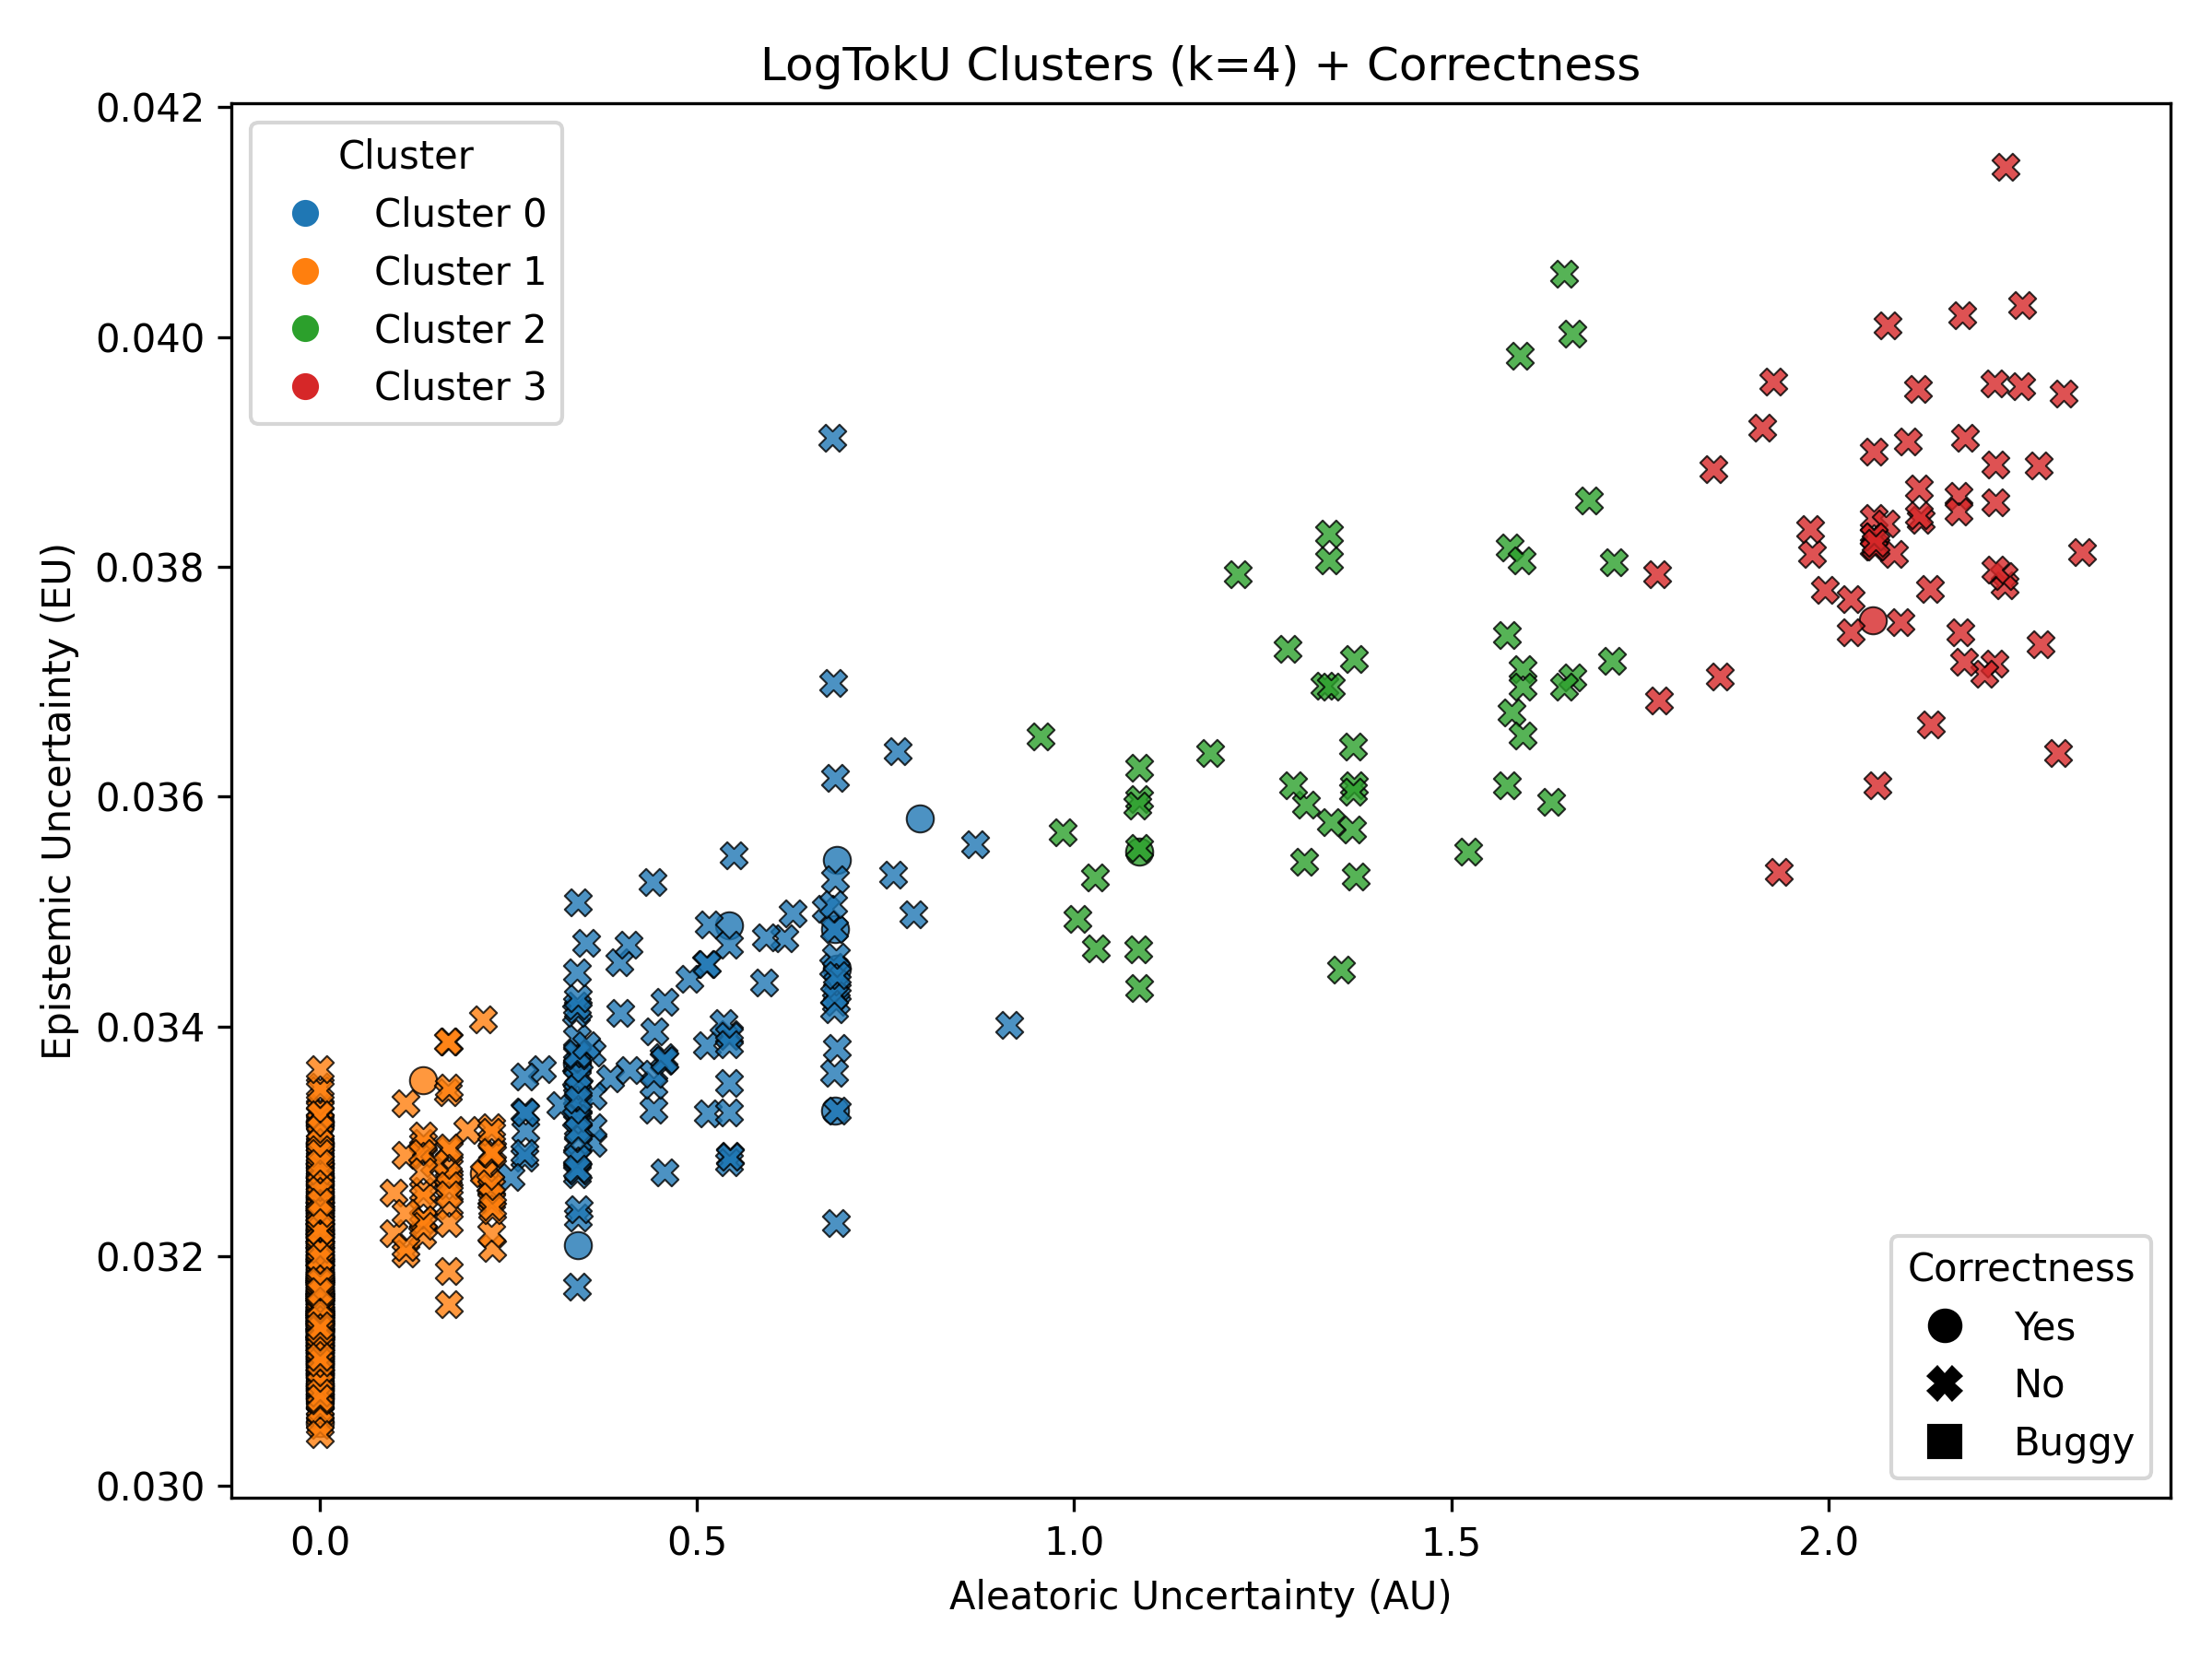 LogTokU Clusters (k=4) + Correctness
Cluster
Cluster 0
Cluster 1
Cluster 2
Cluster 3
0.042
0.040
0.038
0.036
0.034
0.032
0.030
Epistemic Uncertainty (EU)
Correctness
Yes
No
Buggy
0.0
0.5
1.0
1.5
2.0
Aleatoric Uncertainty (AU)